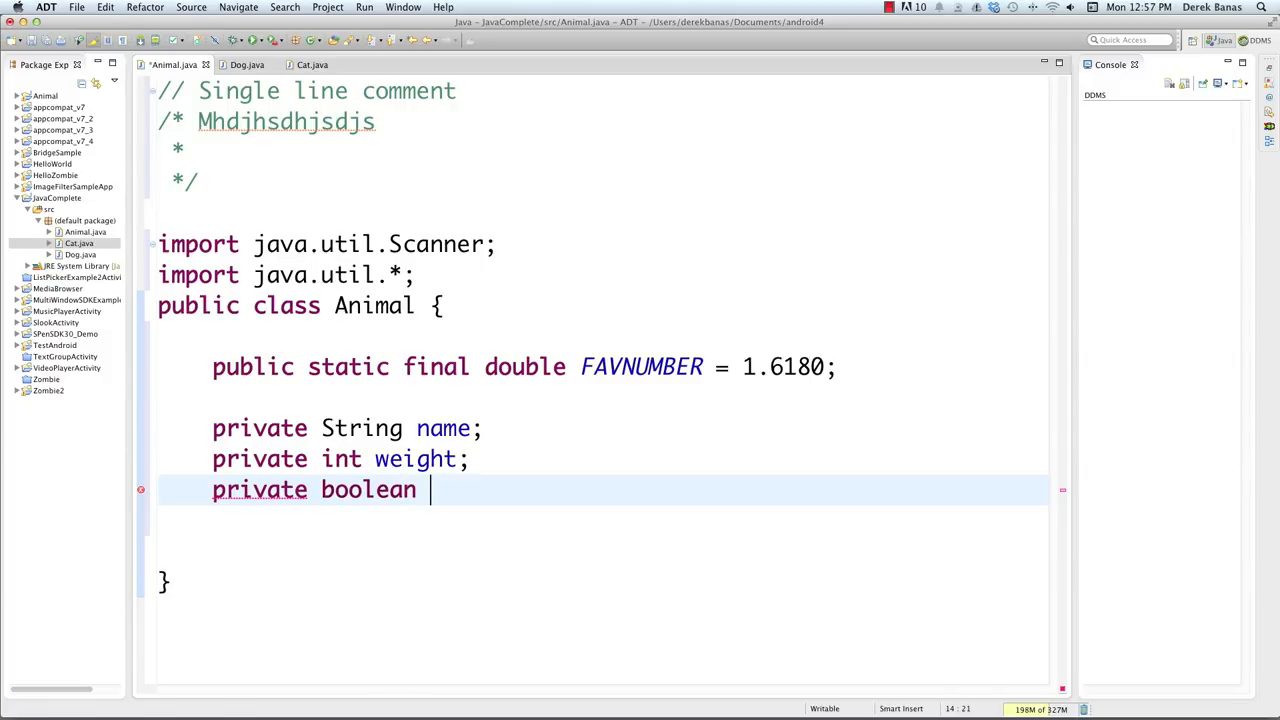 ADT File Edit Refactor Source Navigate Search Project Run Window Help 10 Mon 12:57 PM Derek Banas
Java – JavaComplete/src/Animal.java – ADT – /Users/derekbanas/Documents/android4
Quick Access Java DDMS
Package Exp
*Animal.java Dog.java Cat.java
Console
DDMS
Animal
appcompat_v7
appcompat_v7_2
appcompat_v7_3
appcompat_v7_4
BridgeSample
HelloWorld
HelloZombie
ImageFilterSampleApp
JavaComplete
src
(default package)
Animal.java
Cat.java
Dog.java
JRE System Library [Ja
ListPickerExample2Activi
MediaBrowser
MultiWindowSDKExample
MusicPlayerActivity
SlookActivity
SPenSDK30_Demo
TestAndroid
TextGroupActivity
VideoPlayerActivity
Zombie
Zombie2
// Single line comment
/* Mhdjhsdhjsdjs
*
*/
import java.util.Scanner;
import java.util.*;
public class Animal {
public static final double FAVNUMBER = 1.6180;
private String name;
private int weight;
private boolean
}
Writable Smart Insert 14 : 21 198M of 327M